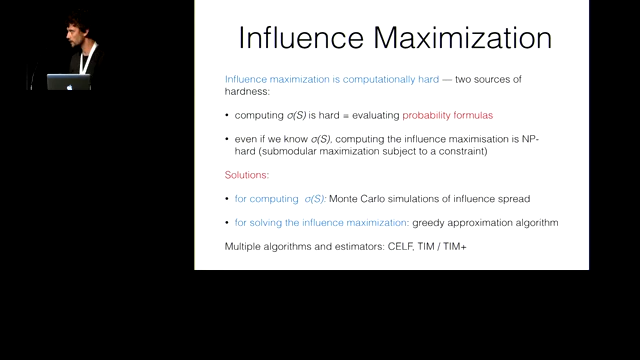 Influence Maximization
Influence maximization is computationally hard — two sources of
hardness:
• computing σ(S) is hard = evaluating probability formulas
• even if we know σ(S), computing the influence maximisation is NP-
hard (submodular maximization subject to a constraint)
Solutions:
• for computing σ(S): Monte Carlo simulations of influence spread
• for solving the influence maximization: greedy approximation algorithm
Multiple algorithms and estimators: CELF, TIM / TIM+